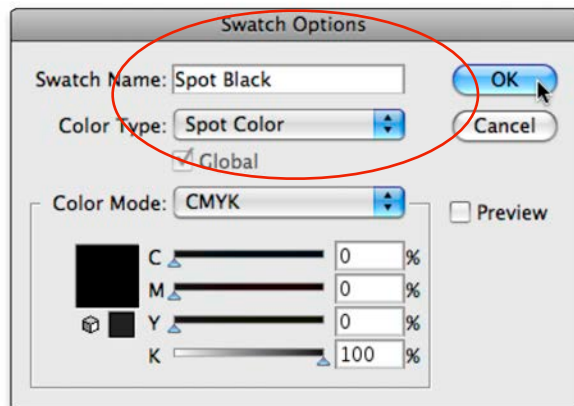 Swatch Options
Swatch Name: Spot Black
OK
Color Type: Spot Color
Cancel
Global
Color Mode: CMYK
Preview
C 0 %
M 0 %
Y 0 %
K 100 %